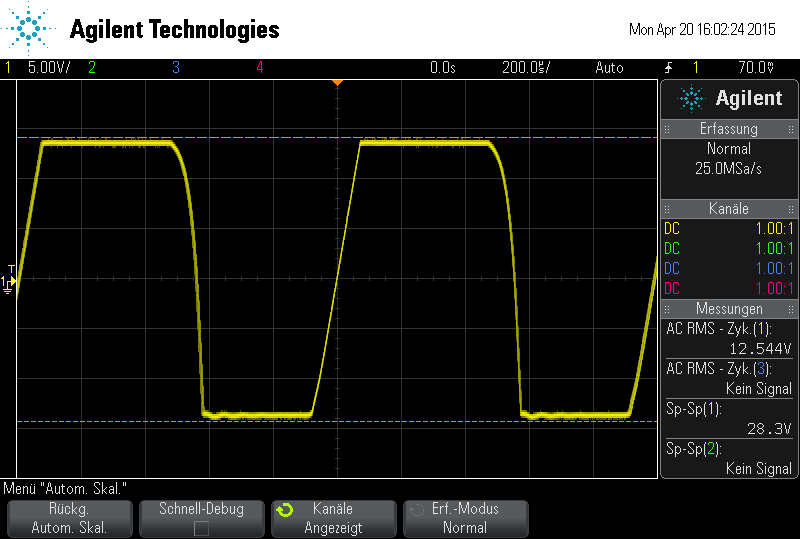 Agilent Technologies
Mon Apr 20 16:02:24 2015
1 5.00V/ 2 3 4 0.0s 200.0µs/ Auto 1 70.0mV
Agilent
Erfassung
Normal
25.0MSa/s
Kanäle
DC 1.00:1
DC 1.00:1
DC 1.00:1
DC 1.00:1
Messungen
AC RMS - Zyk.(1):
12.544V
AC RMS - Zyk.(3):
Kein Signal
Sp-Sp(1):
28.3V
Sp-Sp(2):
Kein Signal
T
1
Menü "Autom. Skal."
Rückg.
Autom. Skal.
Schnell-Debug
Kanäle
Angezeigt
Erf.-Modus
Normal